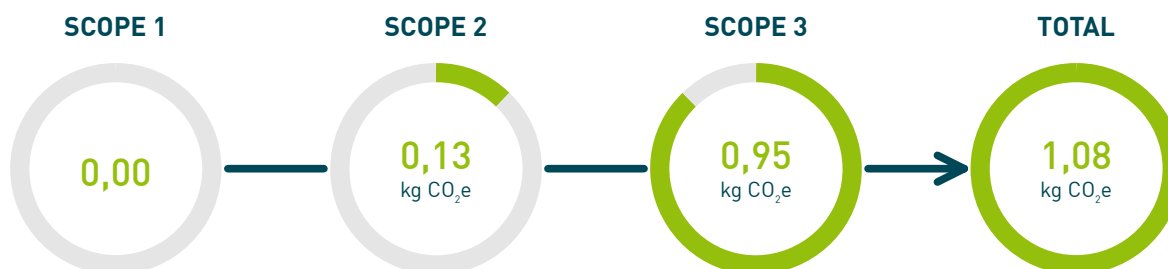 SCOPE 1
SCOPE 2
SCOPE 3
TOTAL
0,00
0,13
kg CO₂e
0,95
kg CO₂e
1,08
kg CO₂e